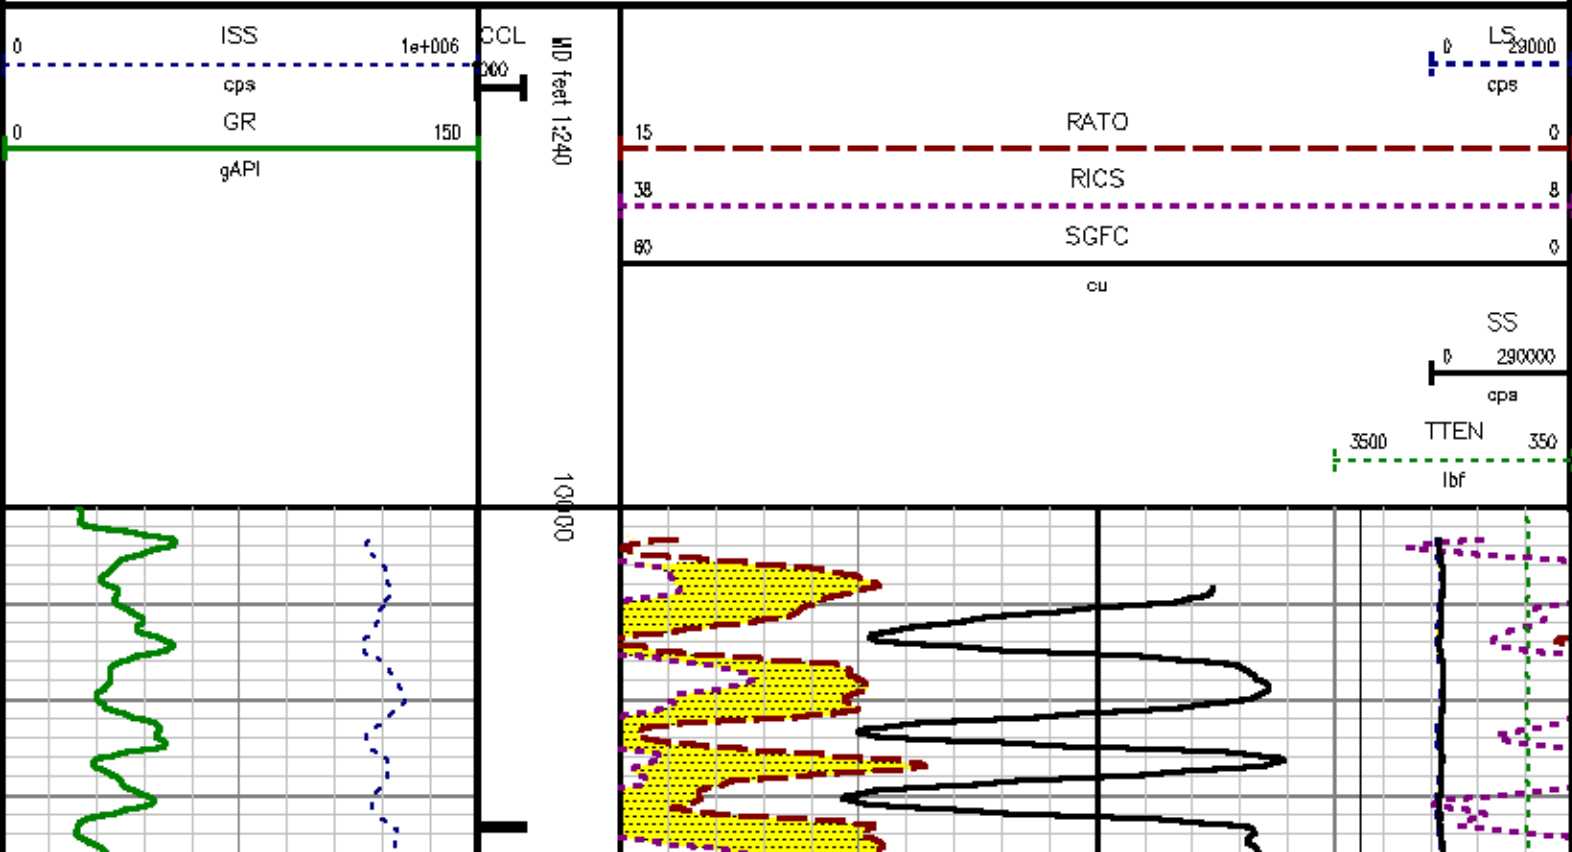 ISS
0 1e+006
cps
GR
0 150
gAPI
CCL
000
MD feet 1:240
LS
0 29000
cps
RATO
15 0
RICS
38 8
SGFC
60 0
cu
SS
0 290000
cps
TTEN
3500 350
lbf
10000